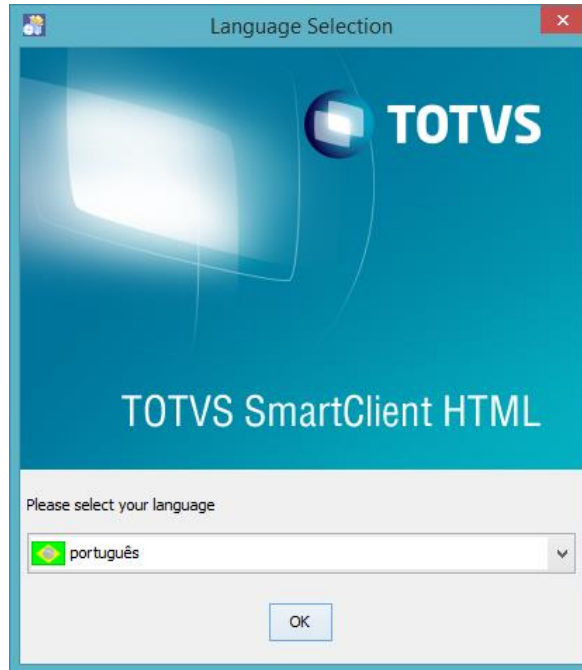 Language Selection
TOTVS
TOTVS SmartClient HTML
Please select your language
português
OK